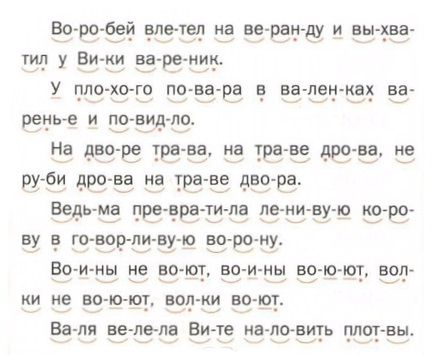 Во-ро-бей вле-тел на ве-ран-ду и вы-хва-
тил у Ви-ки ва-ре-ник.
У пло-хо-го по-ва-ра в ва-лен-ках ва-
рень-е и по-вид-ло.
На дво-ре тра-ва, на тра-ве дро-ва, не
ру-би дро-ва на тра-ве дво-ра.
Ведь-ма пре-вра-ти-ла ле-ни-ву-ю ко-ро-
ву в го-вор-ли-ву-ю во-ро-ну.
Во-и-ны не во-ют, во-и-ны во-ю-ют, вол-
ки не во-ю-ют, вол-ки во-ют.
Ва-ля ве-ле-ла Ви-те на-ло-вить плот-вы.